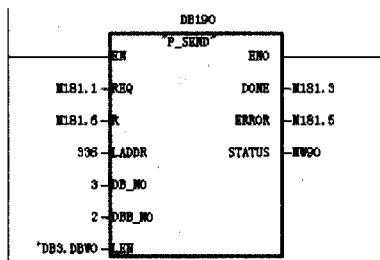 DB190
"P_SEND"
EN ENO
M181.1 REQ DONE M181.3
M181.6 R ERROR M181.5
336 LADDR STATUS MW90
3 DB_NO
2 DBB_NO
"DB3.DBW0 LEN